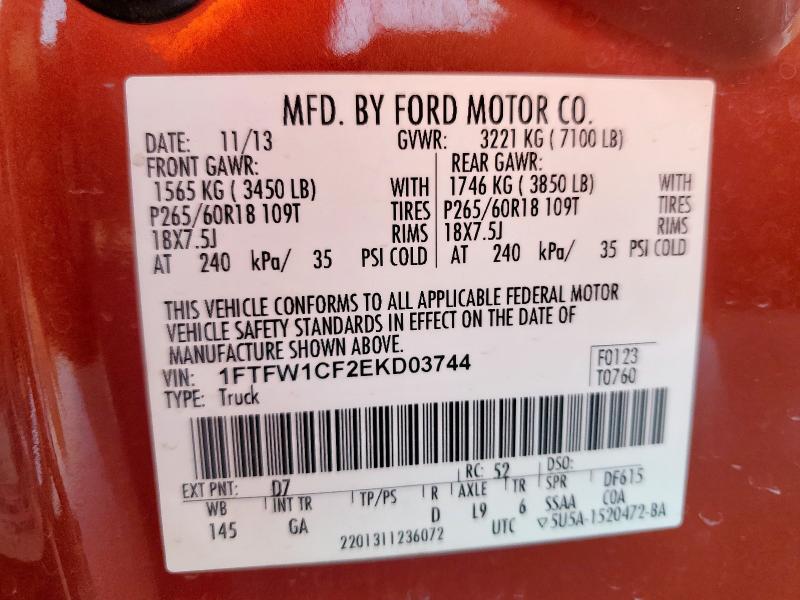 MFD. BY FORD MOTOR CO.
DATE: 11/13 GVWR: 3221 KG ( 7100 LB)
FRONT GAWR: REAR GAWR:
1565 KG ( 3450 LB) WITH 1746 KG ( 3850 LB) WITH
P265/60R18 109T TIRES P265/60R18 109T TIRES
18X7.5J RIMS 18X7.5J RIMS
AT 240 kPa/ 35 PSI COLD AT 240 kPa/ 35 PSI COLD
THIS VEHICLE CONFORMS TO ALL APPLICABLE FEDERAL MOTOR
VEHICLE SAFETY STANDARDS IN EFFECT ON THE DATE OF
MANUFACTURE SHOWN ABOVE.
VIN: 1FTFW1CF2EKD03744 F0123
TYPE: Truck T0760
EXT PNT: D7 RC: 52 DSO:
WB INT TR TP/PS R AXLE TR SPR DF615
145 GA D L9 6 SSAA COA
2201311236072 UTC ▽5U5A-1520472-BA